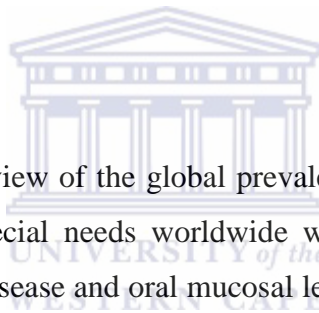 view of the global prevale
ecial needs worldwide w
UNIVERSITY of the
sease and oral mucosal le
WESTERN CAPE